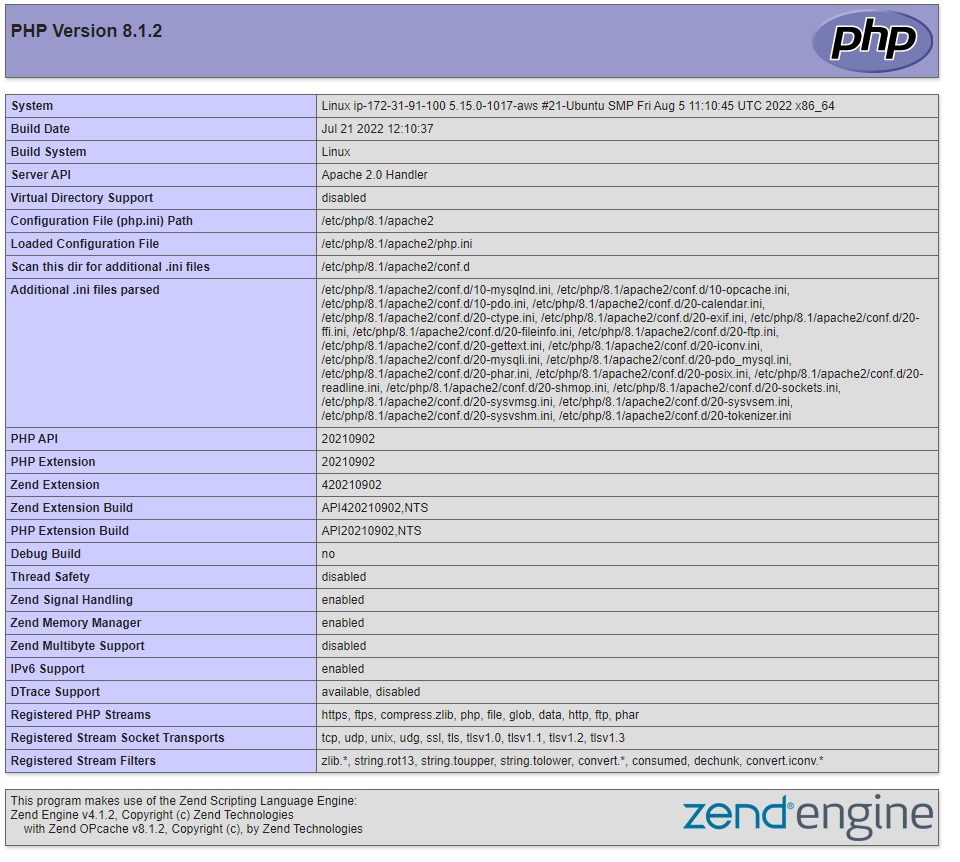 PHP Version 8.1.2
php
System Linux ip-172-31-91-100 5.15.0-1017-aws #21-Ubuntu SMP Fri Aug 5 11:10:45 UTC 2022 x86_64
Build Date Jul 21 2022 12:10:37
Build System Linux
Server API Apache 2.0 Handler
Virtual Directory Support disabled
Configuration File (php.ini) Path /etc/php/8.1/apache2
Loaded Configuration File /etc/php/8.1/apache2/php.ini
Scan this dir for additional .ini files /etc/php/8.1/apache2/conf.d
Additional .ini files parsed /etc/php/8.1/apache2/conf.d/10-mysqlnd.ini, /etc/php/8.1/apache2/conf.d/10-opcache.ini,
/etc/php/8.1/apache2/conf.d/10-pdo.ini, /etc/php/8.1/apache2/conf.d/20-calendar.ini,
/etc/php/8.1/apache2/conf.d/20-ctype.ini, /etc/php/8.1/apache2/conf.d/20-exif.ini, /etc/php/8.1/apache2/conf.d/20-
ffi.ini, /etc/php/8.1/apache2/conf.d/20-fileinfo.ini, /etc/php/8.1/apache2/conf.d/20-ftp.ini,
/etc/php/8.1/apache2/conf.d/20-gettext.ini, /etc/php/8.1/apache2/conf.d/20-iconv.ini,
/etc/php/8.1/apache2/conf.d/20-mysqli.ini, /etc/php/8.1/apache2/conf.d/20-pdo_mysql.ini,
/etc/php/8.1/apache2/conf.d/20-phar.ini, /etc/php/8.1/apache2/conf.d/20-posix.ini, /etc/php/8.1/apache2/conf.d/20-
readline.ini, /etc/php/8.1/apache2/conf.d/20-shmop.ini, /etc/php/8.1/apache2/conf.d/20-sockets.ini,
/etc/php/8.1/apache2/conf.d/20-sysvmsg.ini, /etc/php/8.1/apache2/conf.d/20-sysvsem.ini,
/etc/php/8.1/apache2/conf.d/20-sysvshm.ini, /etc/php/8.1/apache2/conf.d/20-tokenizer.ini
PHP API 20210902
PHP Extension 20210902
Zend Extension 420210902
Zend Extension Build API420210902,NTS
PHP Extension Build API20210902,NTS
Debug Build no
Thread Safety disabled
Zend Signal Handling enabled
Zend Memory Manager enabled
Zend Multibyte Support disabled
IPv6 Support enabled
DTrace Support available, disabled
Registered PHP Streams https, ftps, compress.zlib, php, file, glob, data, http, ftp, phar
Registered Stream Socket Transports tcp, udp, unix, udg, ssl, tls, tlsv1.0, tlsv1.1, tlsv1.2, tlsv1.3
Registered Stream Filters zlib.*, string.rot13, string.toupper, string.tolower, convert.*, consumed, dechunk, convert.iconv.*
This program makes use of the Zend Scripting Language Engine:
Zend Engine v4.1.2, Copyright (c) Zend Technologies
with Zend OPcache v8.1.2, Copyright (c), by Zend Technologies
zend® engine